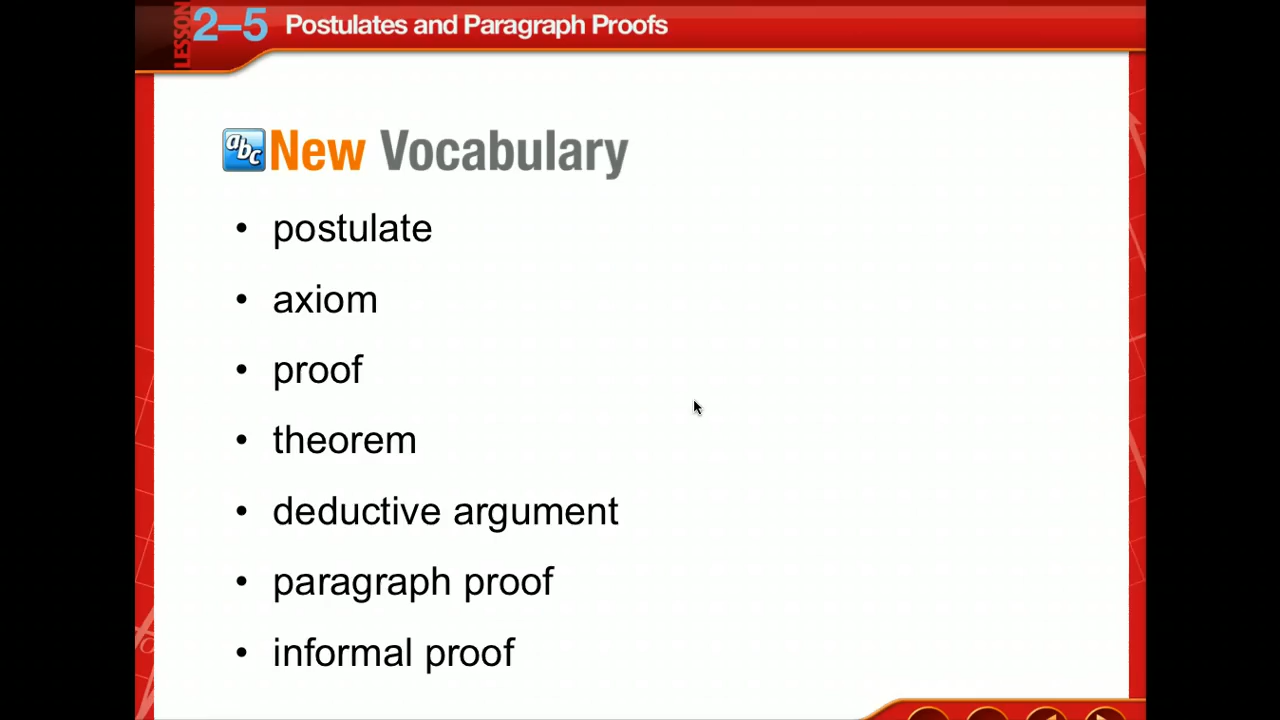 LESSON 2–5 Postulates and Paragraph Proofs
abc New Vocabulary
• postulate
• axiom
• proof
• theorem
• deductive argument
• paragraph proof
• informal proof